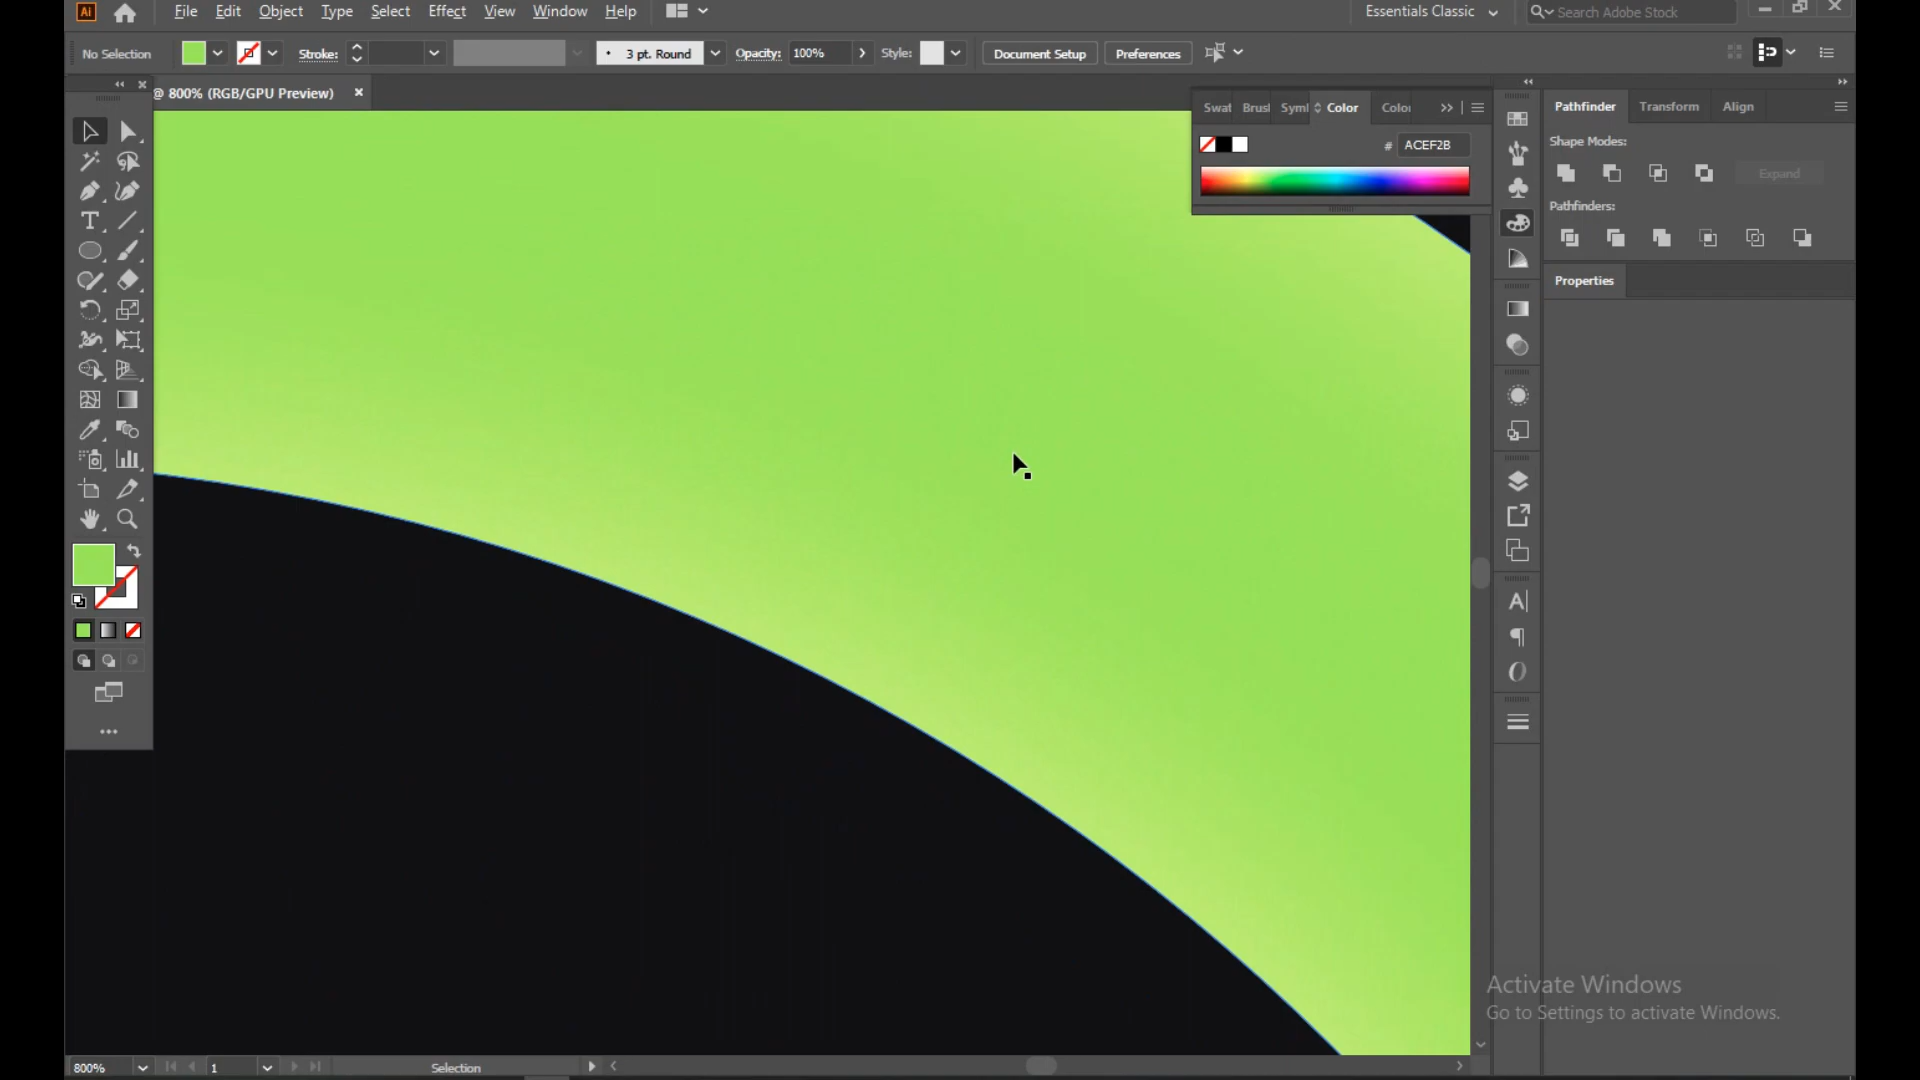 Ai File Edit Object Type Select Effect View Window Help Essentials Classic Search Adobe Stock
No Selection Stroke: 3 pt. Round Opacity: 100% Style: Document Setup Preferences
@ 800% (RGB/GPU Preview)
Swat Brusl Symb Color Color
# ACEF2B
Pathfinder Transform Align
Shape Modes:
Expand
Pathfinders:
Properties
Activate Windows
Go to Settings to activate Windows.
800% 1 Selection